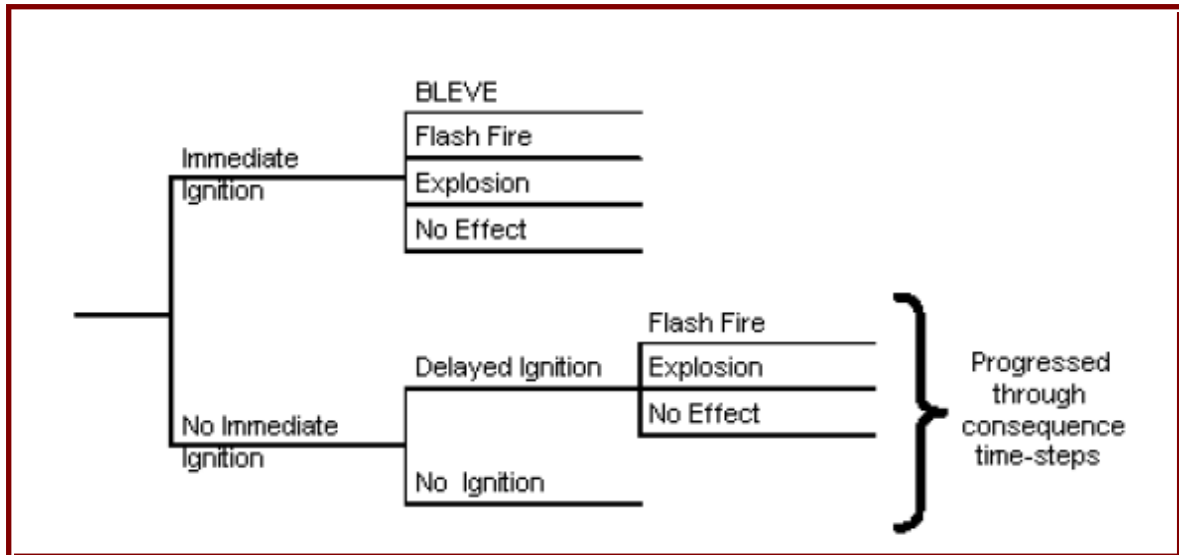 BLEVE
Flash Fire
Immediate
Ignition
Explosion
No Effect
Flash Fire
Delayed Ignition
Explosion
No Effect
No Immediate
Ignition
No Ignition
Progressed
through
consequence
time-steps